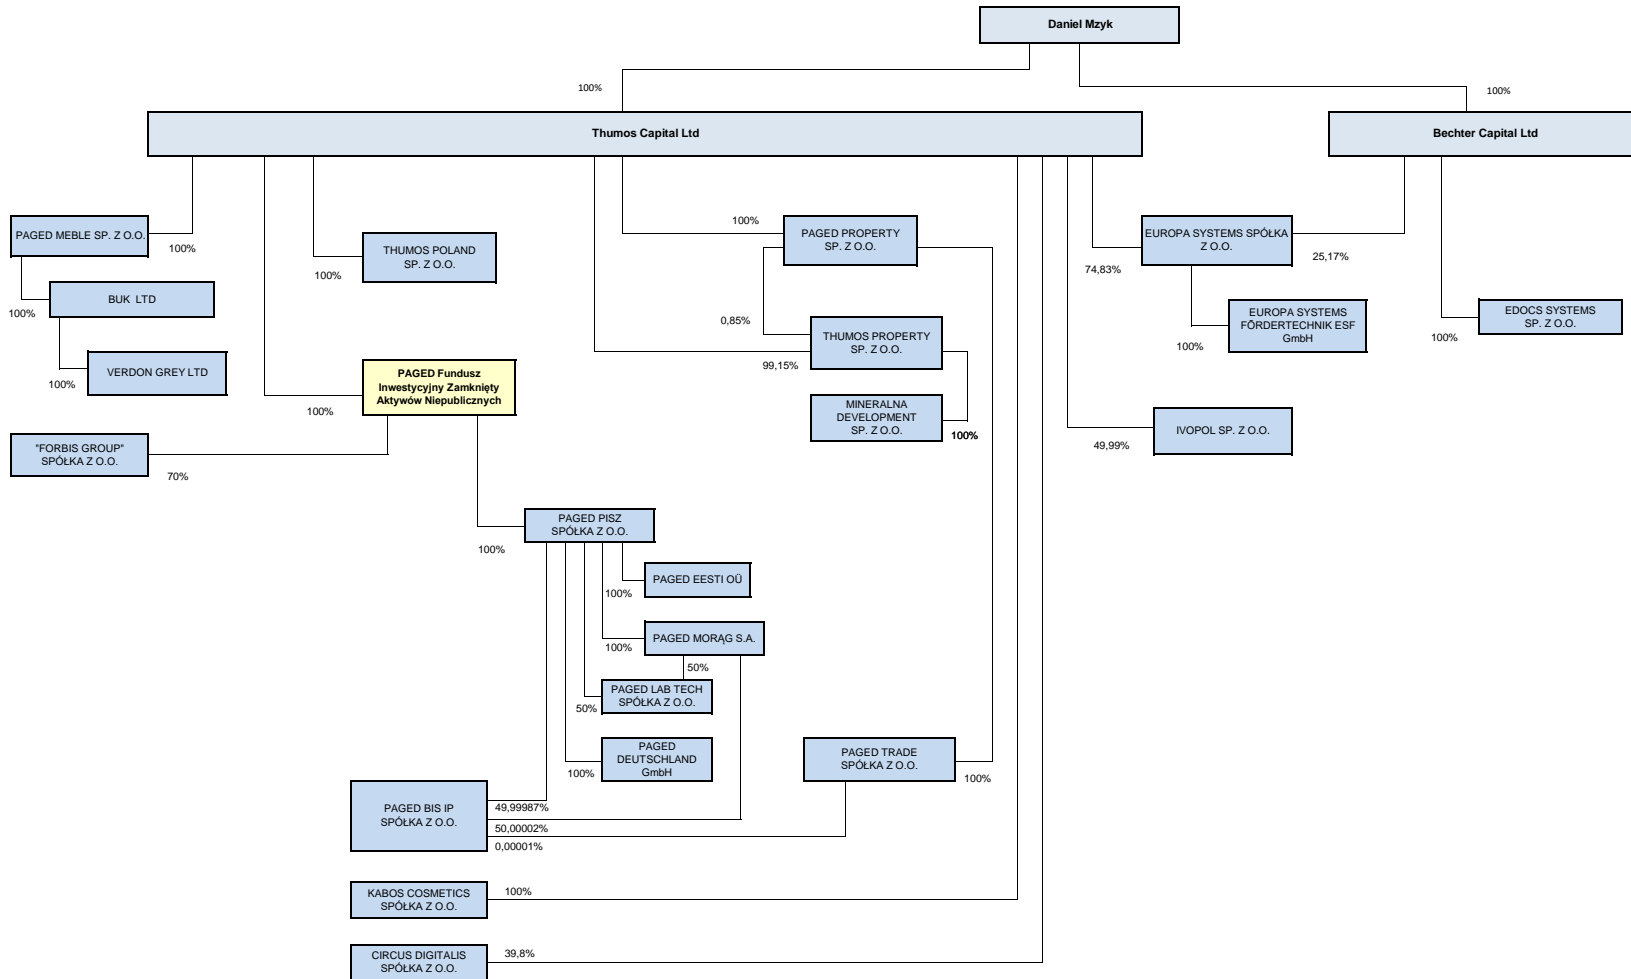 Daniel Mzyk
100%
100%
Thumos Capital Ltd
Bechter Capital Ltd
PAGED MEBLE SP. Z O.O.
100%
BUK LTD
100%
VERDON GREY LTD
100%
THUMOS POLAND
SP. Z O.O.
100%
PAGED Fundusz
Inwestycyjny Zamknięty
Aktywów Niepublicznych
100%
"FORBIS GROUP"
SPÓŁKA Z O.O.
70%
100%
PAGED PROPERTY
SP. Z O.O.
0,85%
THUMOS PROPERTY
SP. Z O.O.
99,15%
MINERALNA
DEVELOPMENT
SP. Z O.O.
100%
EUROPA SYSTEMS SPÓŁKA
Z O.O.
74,83%
25,17%
EUROPA SYSTEMS
FÖRDERTECHNIK ESF
GmbH
100%
EDOCS SYSTEMS
SP. Z O.O.
100%
IVOPOL SP. Z O.O.
49,99%
PAGED PISZ
SPÓŁKA Z O.O.
100%
PAGED EESTI OÜ
100%
PAGED MORĄG S.A.
100%
50%
PAGED LAB TECH
SPÓŁKA Z O.O.
50%
PAGED
DEUTSCHLAND
GmbH
100%
PAGED TRADE
SPÓŁKA Z O.O.
100%
PAGED BIS IP
SPÓŁKA Z O.O.
49,99987%
50,00002%
0,00001%
KABOS COSMETICS
SPÓŁKA Z O.O.
100%
CIRCUS DIGITALIS
SPÓŁKA Z O.O.
39,8%